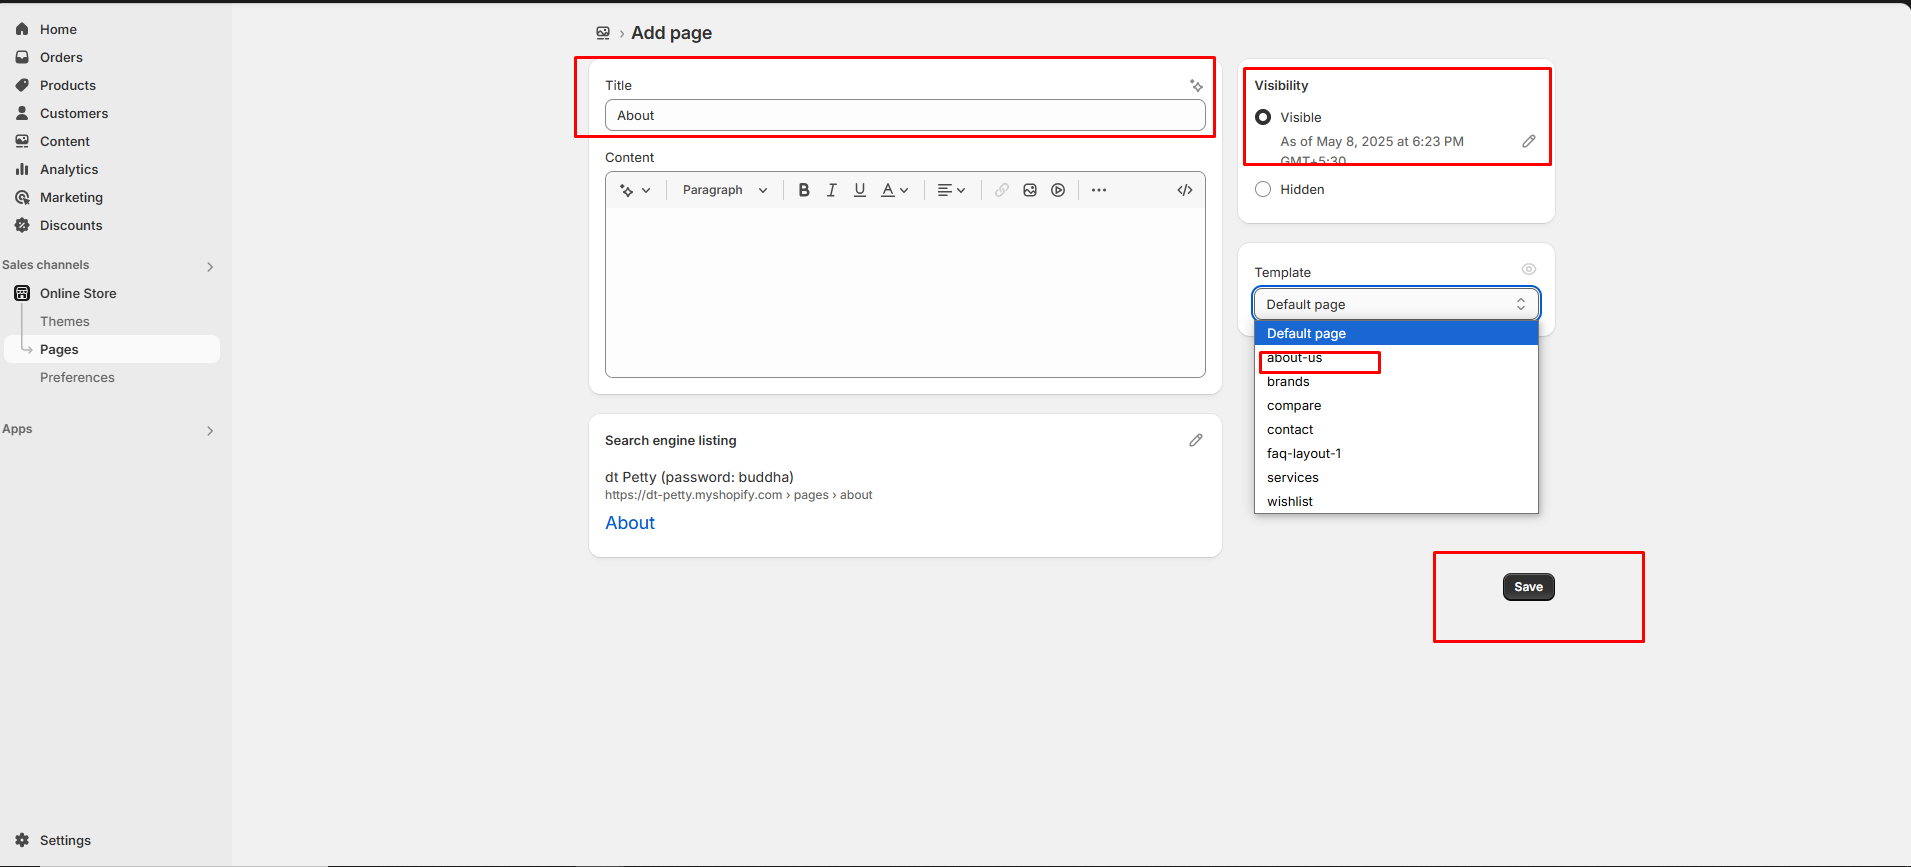 Home
Orders
Products
Customers
Content
Analytics
Marketing
Discounts
Sales channels
Online Store
Themes
Pages
Preferences
Apps
Settings
Add page
Title
About
Content
Paragraph
B I U A
Search engine listing
dt Petty (password: buddha)
https://dt-petty.myshopify.com › pages › about
About
Visibility
Visible
As of May 8, 2025 at 6:23 PM
GMT+5:30
Hidden
Template
Default page
Default page
about-us
brands
compare
contact
faq-layout-1
services
wishlist
Save